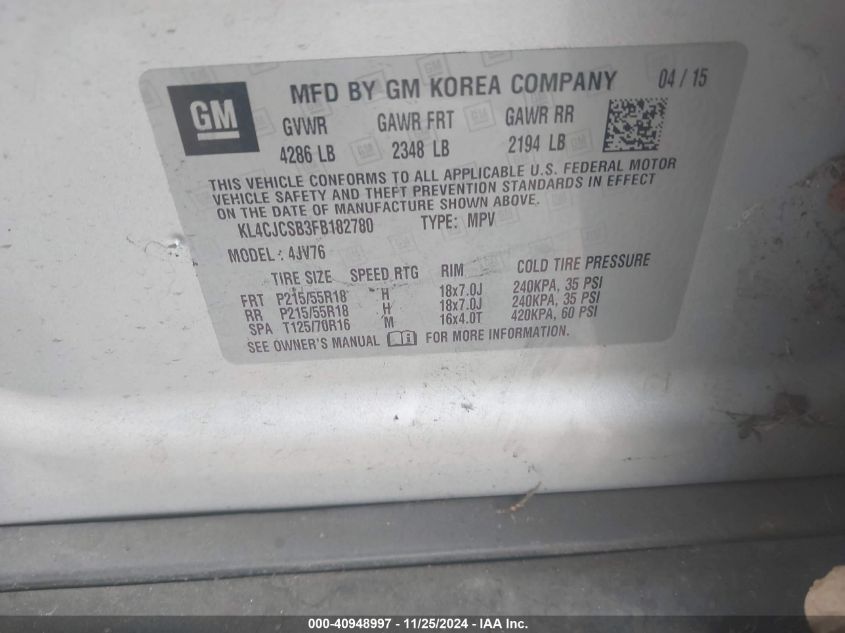 GM
MFD BY GM KOREA COMPANY 04 / 15
GVWR GAWR FRT GAWR RR
4286 LB 2348 LB 2194 LB
THIS VEHICLE CONFORMS TO ALL APPLICABLE U.S. FEDERAL MOTOR
VEHICLE SAFETY AND THEFT PREVENTION STANDARDS IN EFFECT
ON THE DATE OF MANUFACTURE SHOWN ABOVE.
KL4CJCSB3FB182780 TYPE: MPV
MODEL: 4JV76
TIRE SIZE SPEED RTG RIM COLD TIRE PRESSURE
FRT P215/55R18 H 18x7.0J 240KPA, 35 PSI
RR P215/55R18 H 18x7.0J 240KPA, 35 PSI
SPA T125/70R16 M 16x4.0T 420KPA, 60 PSI
SEE OWNER'S MANUAL FOR MORE INFORMATION.
000-40948997 - 11/25/2024 - IAA Inc.